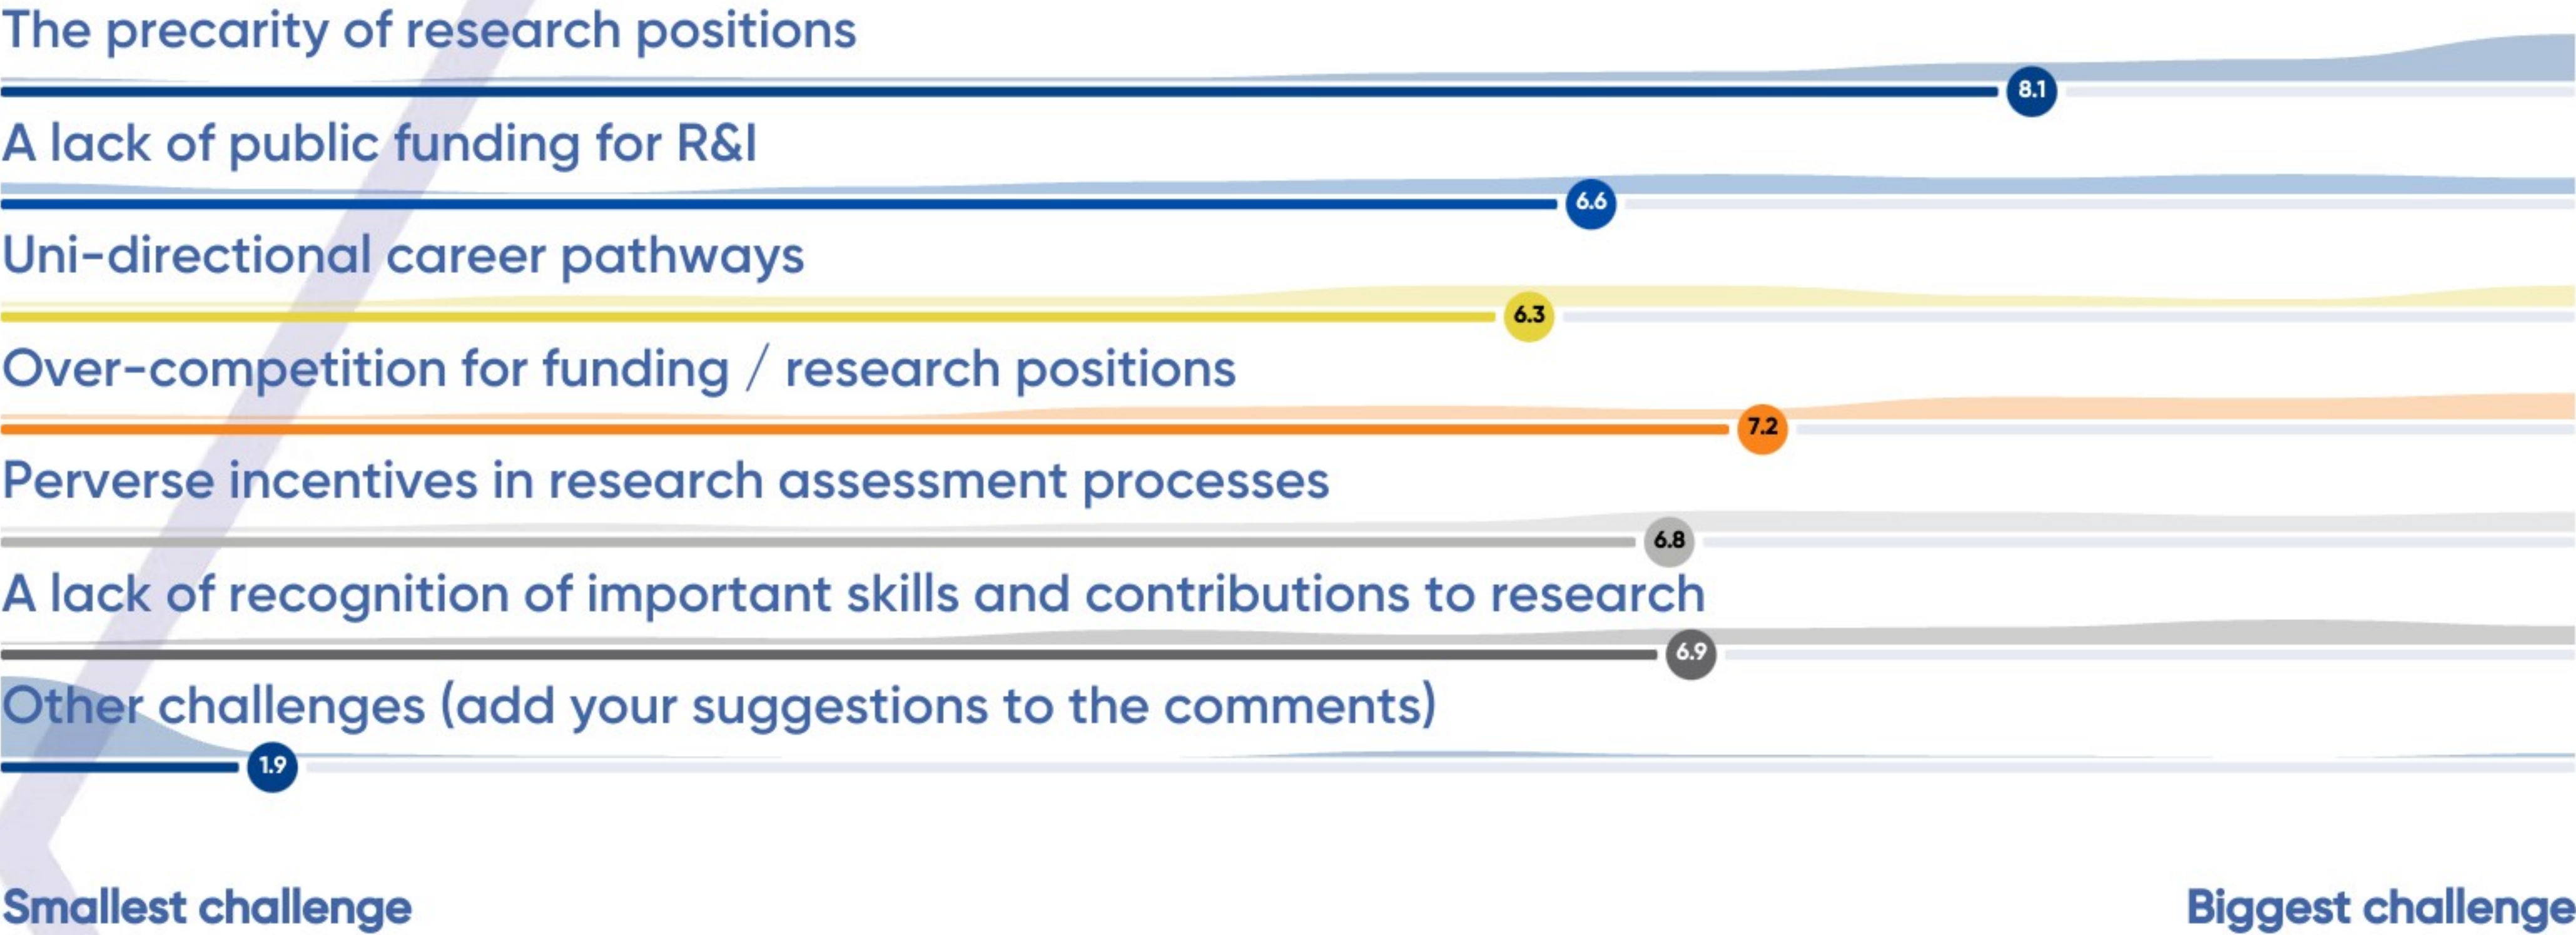 The precarity of research positions
8.1
A lack of public funding for R&I
6.6
Uni-directional career pathways
6.3
Over-competition for funding / research positions
7.2
Perverse incentives in research assessment processes
6.8
A lack of recognition of important skills and contributions to research
6.9
Other challenges (add your suggestions to the comments)
1.9
Smallest challenge
Biggest challenge